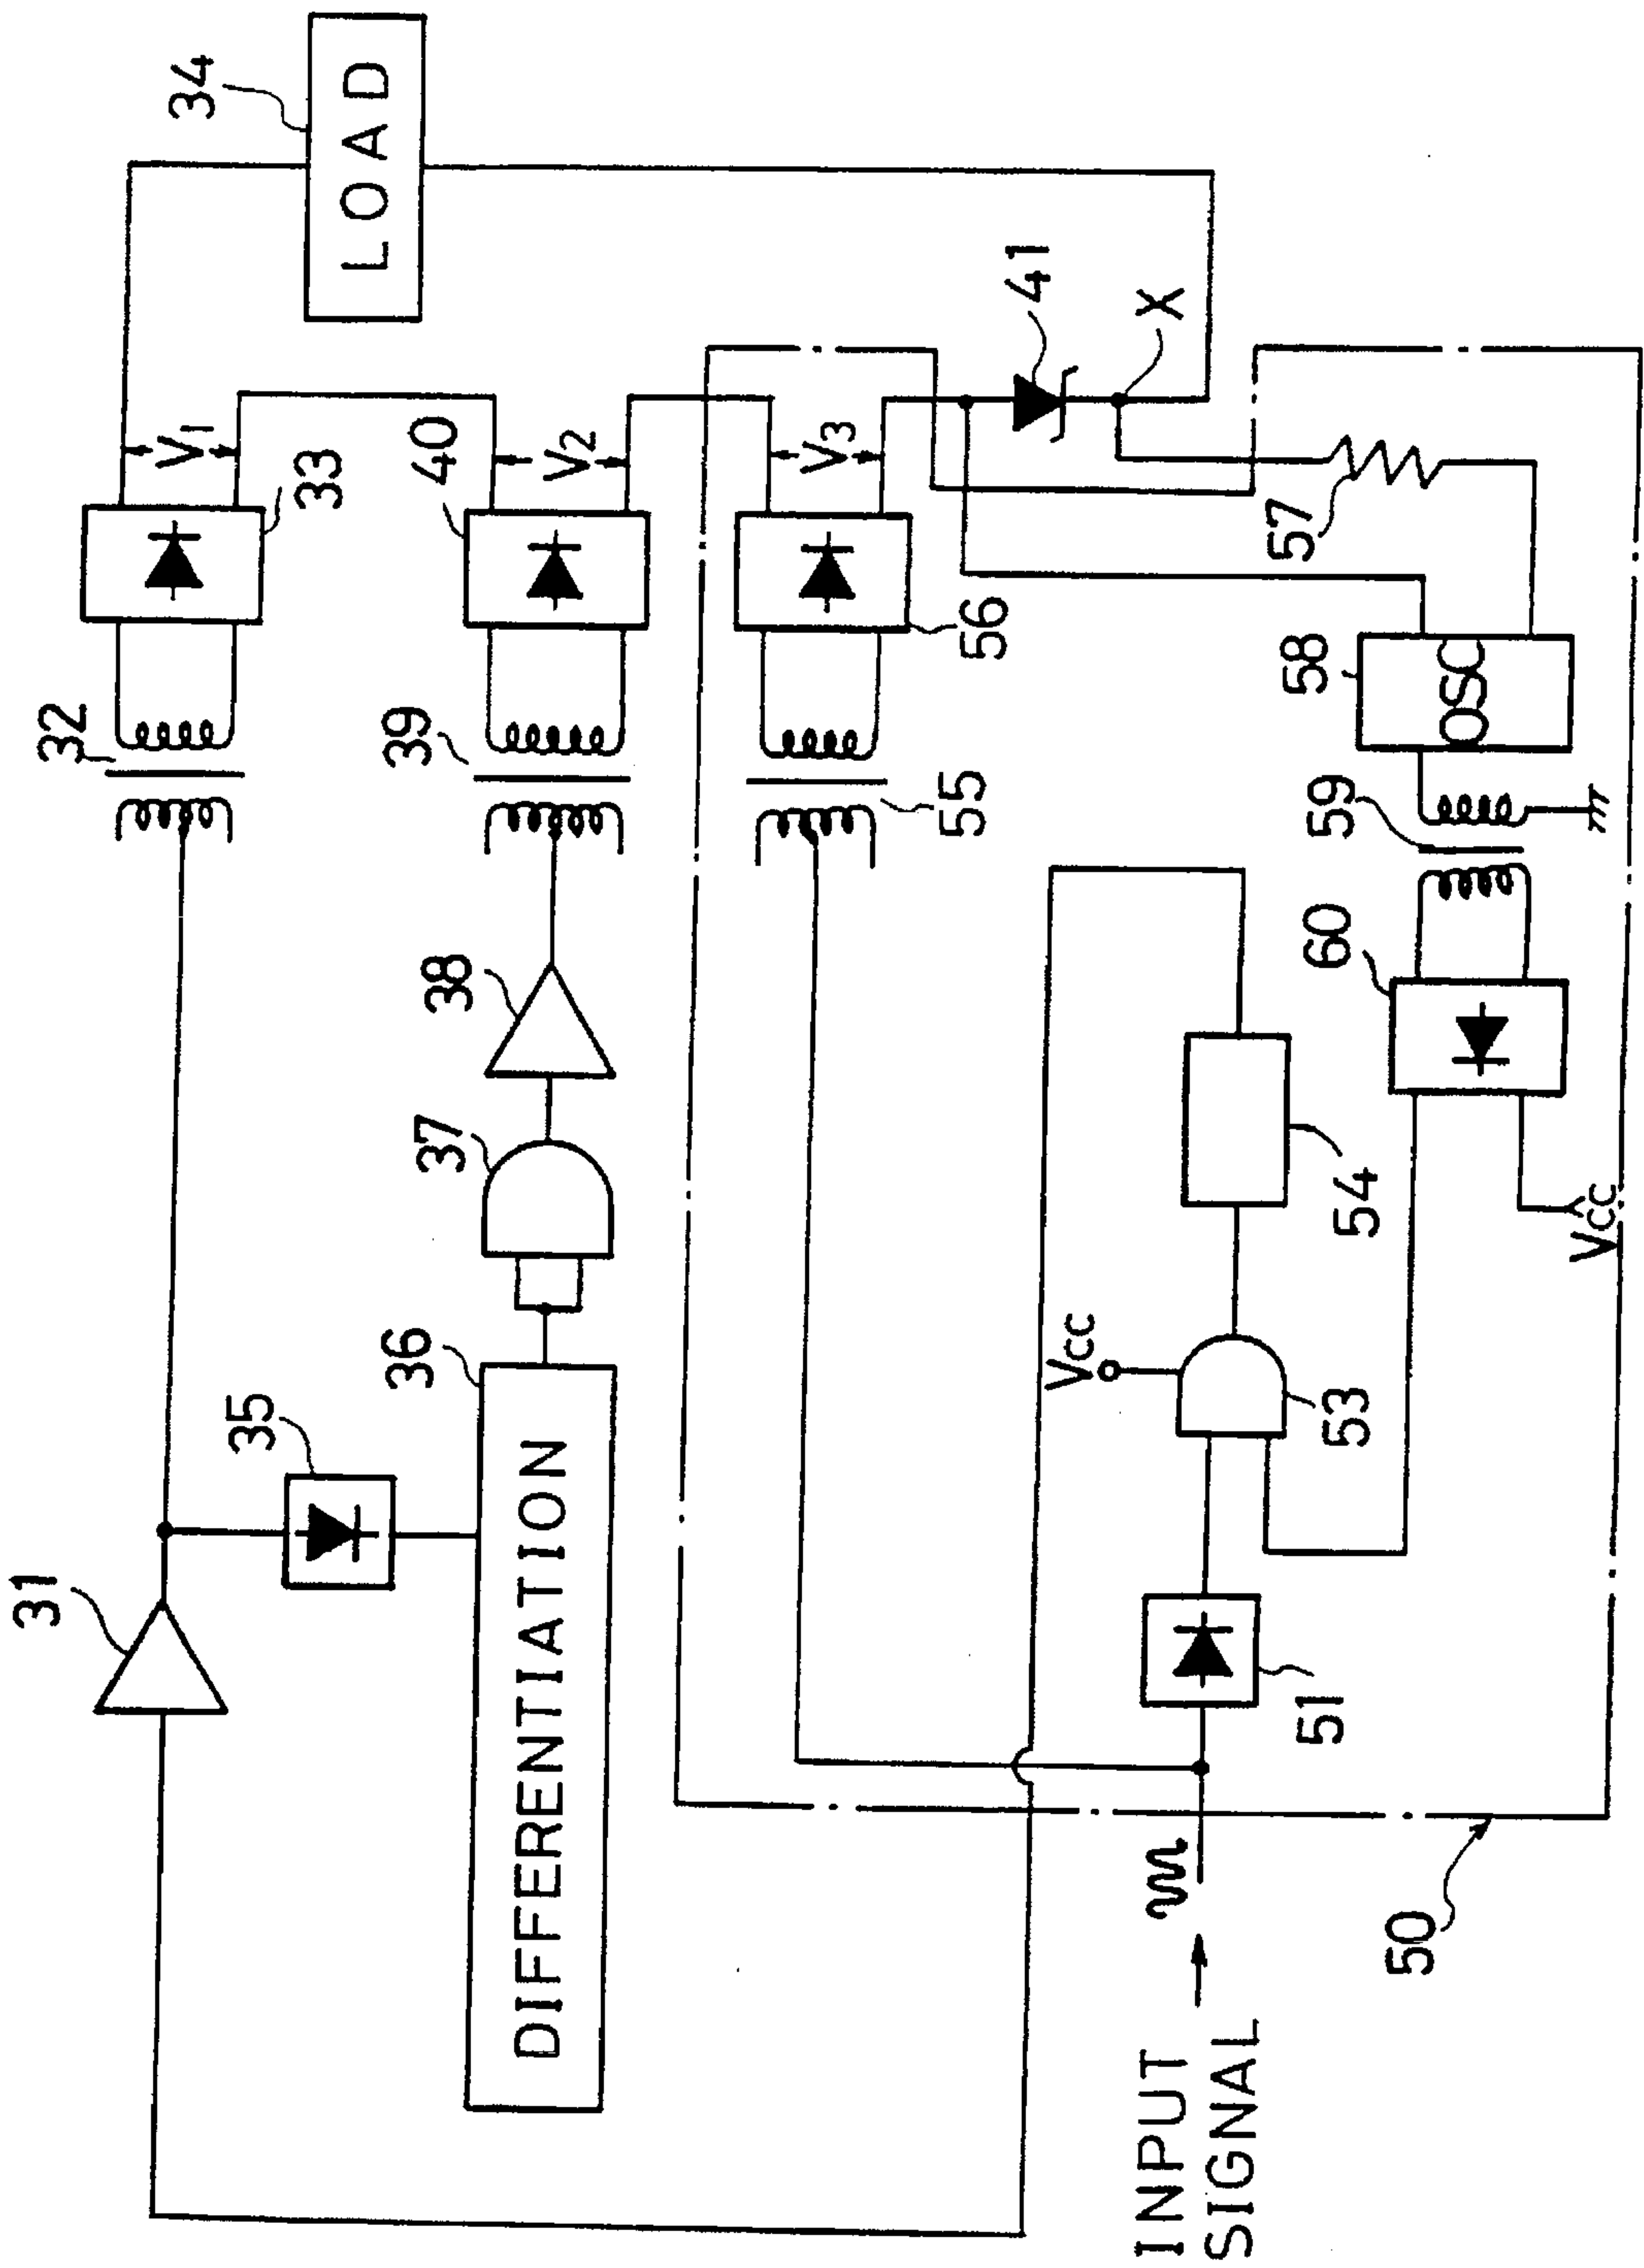 31
32
33
V1
34
LOAD
35
36
DIFFERENTIATION
37
38
39
40
V2
55
56
V3
41
X
INPUT
SIGNAL
50
51
Vcc
53
54
Vcc
60
59
58
OSC
57